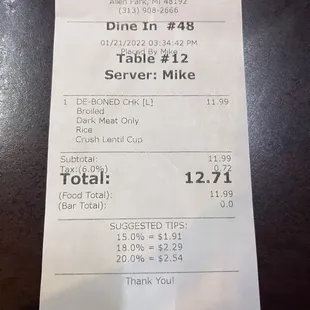 Allen Park, MI 48192
(313) 908-2666
Dine In #48
01/21/2022 03:34:42 PM
Placed By Mike
Table #12
Server: Mike
1 DE-BONED CHK [L] 11.99
Broiled
Dark Meat Only
Rice
Crush Lentil Cup
Subtotal: 11.99
Tax:(6.0%) 0.72
Total: 12.71
(Food Total): 11.99
(Bar Total): 0.0
SUGGESTED TIPS:
15.0% = $1.91
18.0% = $2.29
20.0% = $2.54
Thank You!